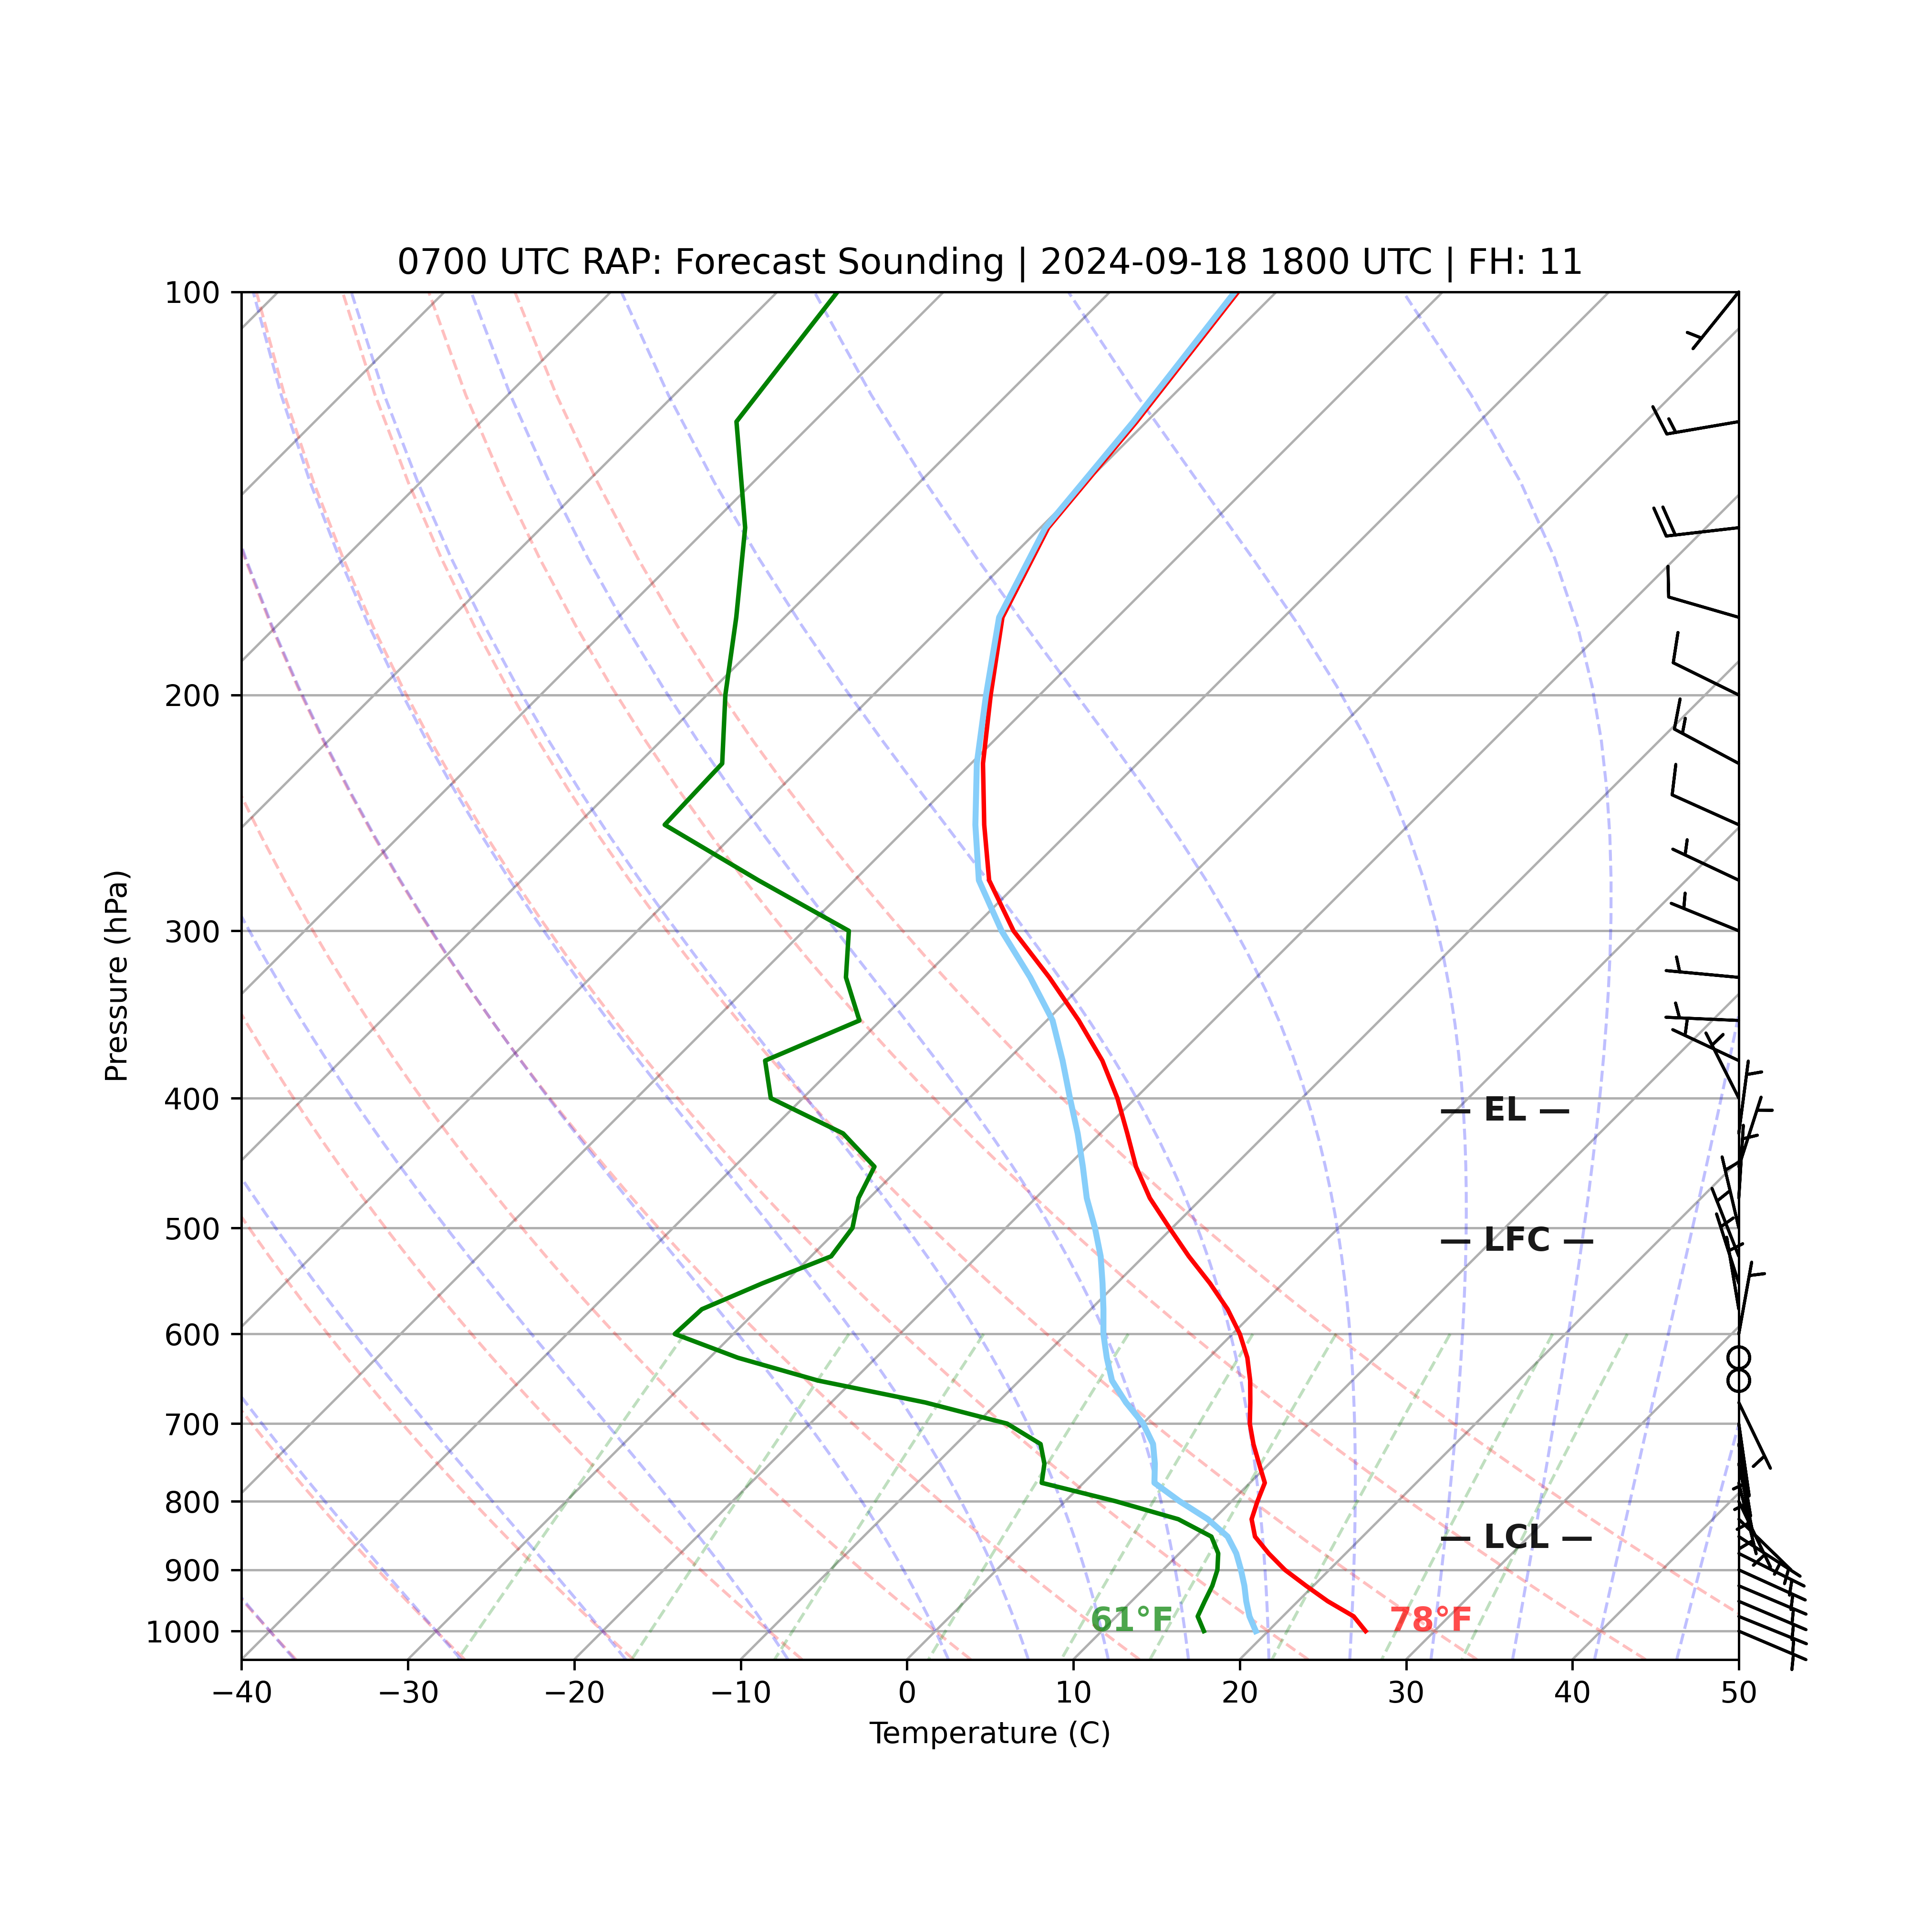 0700 UTC RAP: Forecast Sounding | 2024-09-18 1800 UTC | FH: 11
100
200
300
Pressure (hPa)
400
— EL —
500
— LFC —
600
700
800
— LCL —
900
61°F
78°F
1000
−40 −30 −20 −10 0 10 20 30 40 50
Temperature (C)